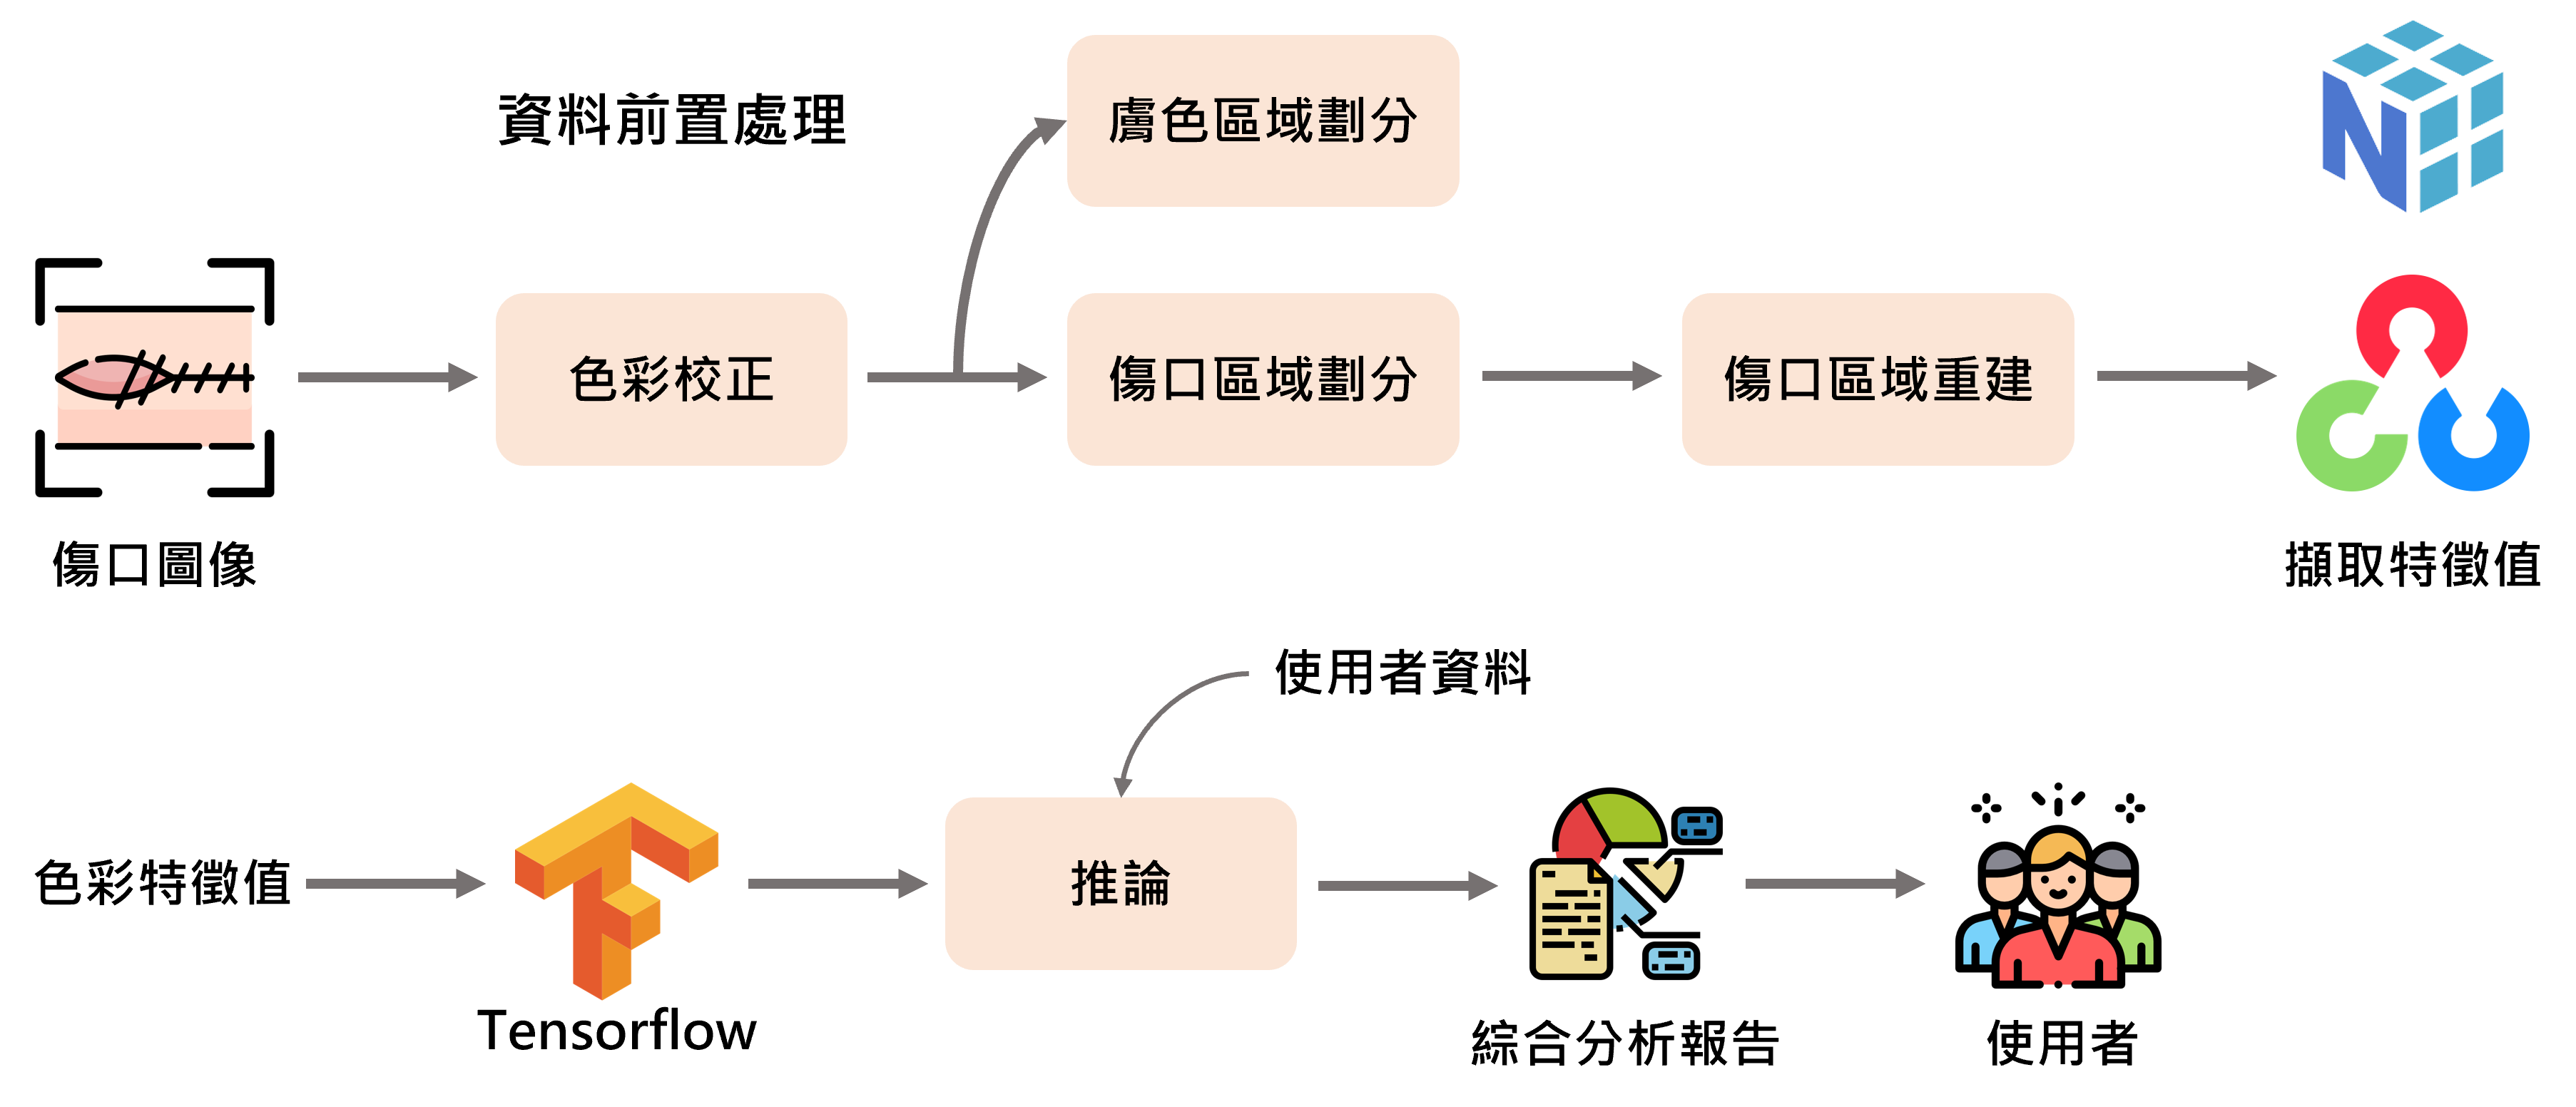 資料前置處理
膚色區域劃分
色彩校正
傷口區域劃分
傷口區域重建
傷口圖像
擷取特徵值
使用者資料
色彩特徵值
推論
Tensorflow
綜合分析報告
使用者